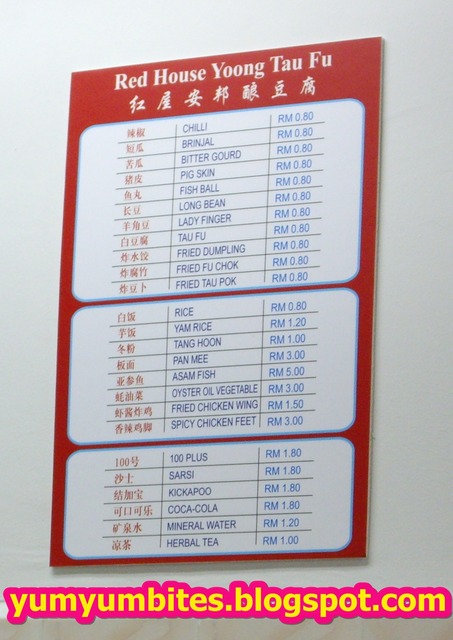 Red House Yoong Tau Fu
红屋安邦酿豆腐
辣椒 CHILLI RM 0.80
短瓜 BRINJAL RM 0.80
苦瓜 BITTER GOURD RM 0.80
猪皮 PIG SKIN RM 0.80
鱼丸 FISH BALL RM 0.80
长豆 LONG BEAN RM 0.80
羊角豆 LADY FINGER RM 0.80
白豆腐 TAU FU RM 0.80
炸水饺 FRIED DUMPLING RM 0.80
炸腐竹 FRIED FU CHOK RM 0.80
炸豆卜 FRIED TAU POK RM 0.80
白饭 RICE RM 0.80
芋饭 YAM RICE RM 1.20
冬粉 TANG HOON RM 1.00
板面 PAN MEE RM 3.00
亚参鱼 ASAM FISH RM 5.00
蚝油菜 OYSTER OIL VEGETABLE RM 3.00
虾酱炸鸡 FRIED CHICKEN WING RM 1.50
香辣鸡脚 SPICY CHICKEN FEET RM 3.00
100号 100 PLUS RM 1.80
沙士 SARSI RM 1.80
结加宝 KICKAPOO RM 1.80
可口可乐 COCA-COLA RM 1.80
矿泉水 MINERAL WATER RM 1.20
凉茶 HERBAL TEA RM 1.00
yumyumbites.blogspot.com